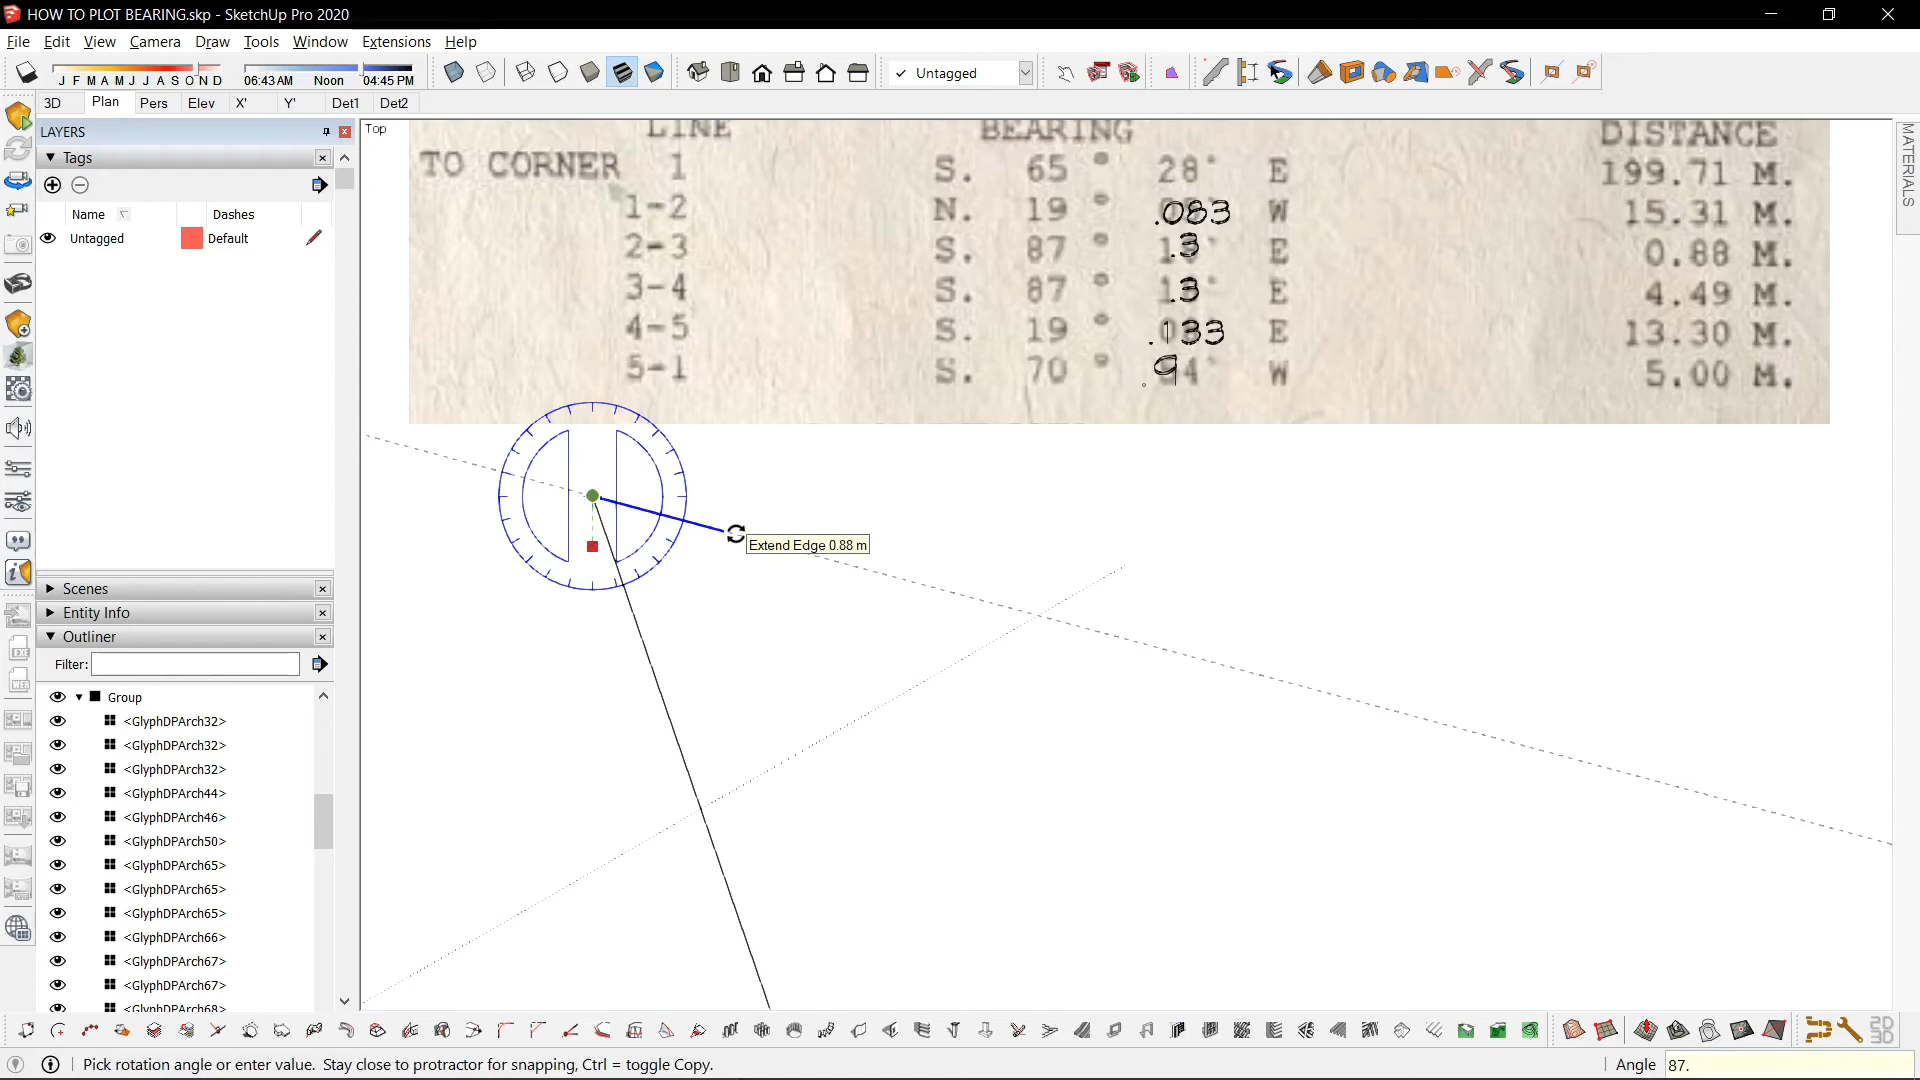 HOW TO PLOT BEARING.skp - SketchUp Pro 2020
File Edit View Camera Draw Tools Window Extensions Help
J F M A M J J A S O N D 06:43 AM Noon 04:45 PM ✓ Untagged
3D Plan Pers Elev X' Y' Det1 Det2
LAYERS
Tags
Name Dashes
Untagged Default
Scenes
Entity Info
Outliner
Filter:
Group
<GlyphDPArch32>
<GlyphDPArch32>
<GlyphDPArch32>
<GlyphDPArch44>
<GlyphDPArch46>
<GlyphDPArch50>
<GlyphDPArch65>
<GlyphDPArch65>
<GlyphDPArch65>
<GlyphDPArch66>
<GlyphDPArch67>
<GlyphDPArch67>
<GlyphDPArch68>
Top
LINE BEARING DISTANCE
TO CORNER 1 S. 65 ° 28' E 199.71 M.
1-2 N. 19 ° .083 W 15.31 M.
2-3 S. 87 ° .3 E 0.88 M.
3-4 S. 87 ° .3 E 4.49 M.
4-5 S. 19 ° .133 E 13.30 M.
5-1 S. 70 ° .9 W 5.00 M.
Extend Edge 0.88 m
MATERIALS
Pick rotation angle or enter value. Stay close to protractor for snapping, Ctrl = toggle Copy. Angle 87.